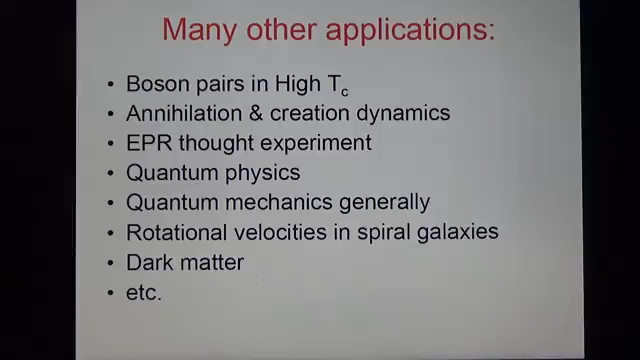 Many other applications:
• Boson pairs in High Tc
• Annihilation & creation dynamics
• EPR thought experiment
• Quantum physics
• Quantum mechanics generally
• Rotational velocities in spiral galaxies
• Dark matter
• etc.